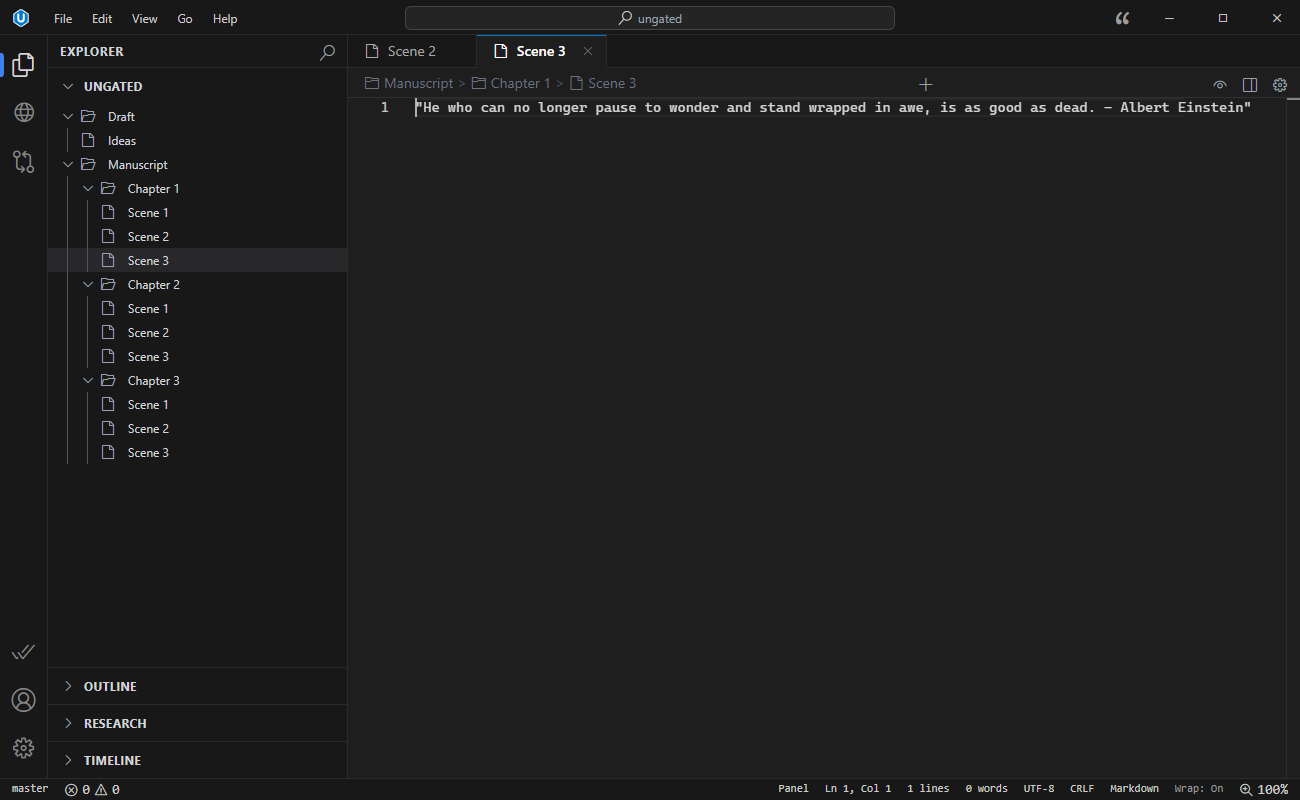 File Edit View Go Help ungated
EXPLORER
UNGATED
Draft
Ideas
Manuscript
Chapter 1
Scene 1
Scene 2
Scene 3
Chapter 2
Scene 1
Scene 2
Scene 3
Chapter 3
Scene 1
Scene 2
Scene 3
OUTLINE
RESEARCH
TIMELINE
Scene 2 Scene 3
Manuscript > Chapter 1 > Scene 3
1 "He who can no longer pause to wonder and stand wrapped in awe, is as good as dead. — Albert Einstein"
master 0 0 Panel Ln 1, Col 1 1 lines 0 words UTF-8 CRLF Markdown Wrap: On 100%